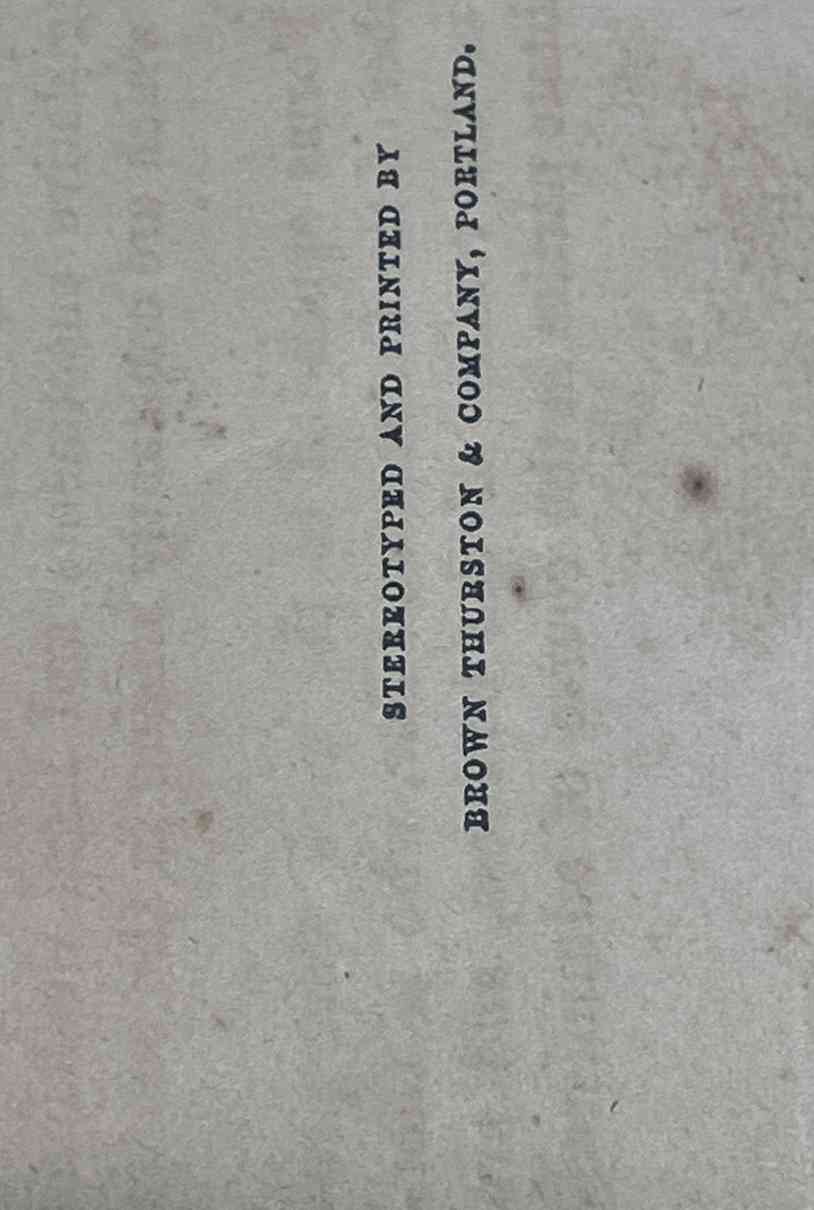 STEREOTYPED AND PRINTED BY
BROWN THURSTON & COMPANY, PORTLAND.